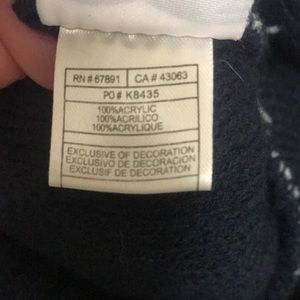 RN # 67891 CA # 43063
PO # K8435
100%ACRYLIC
100%ACRILICO
100%ACRYLIQUE
EXCLUSIVE OF DECORATION
EXCLUSIVO DE DECORACION
EXCLUSIF DE DECORATION